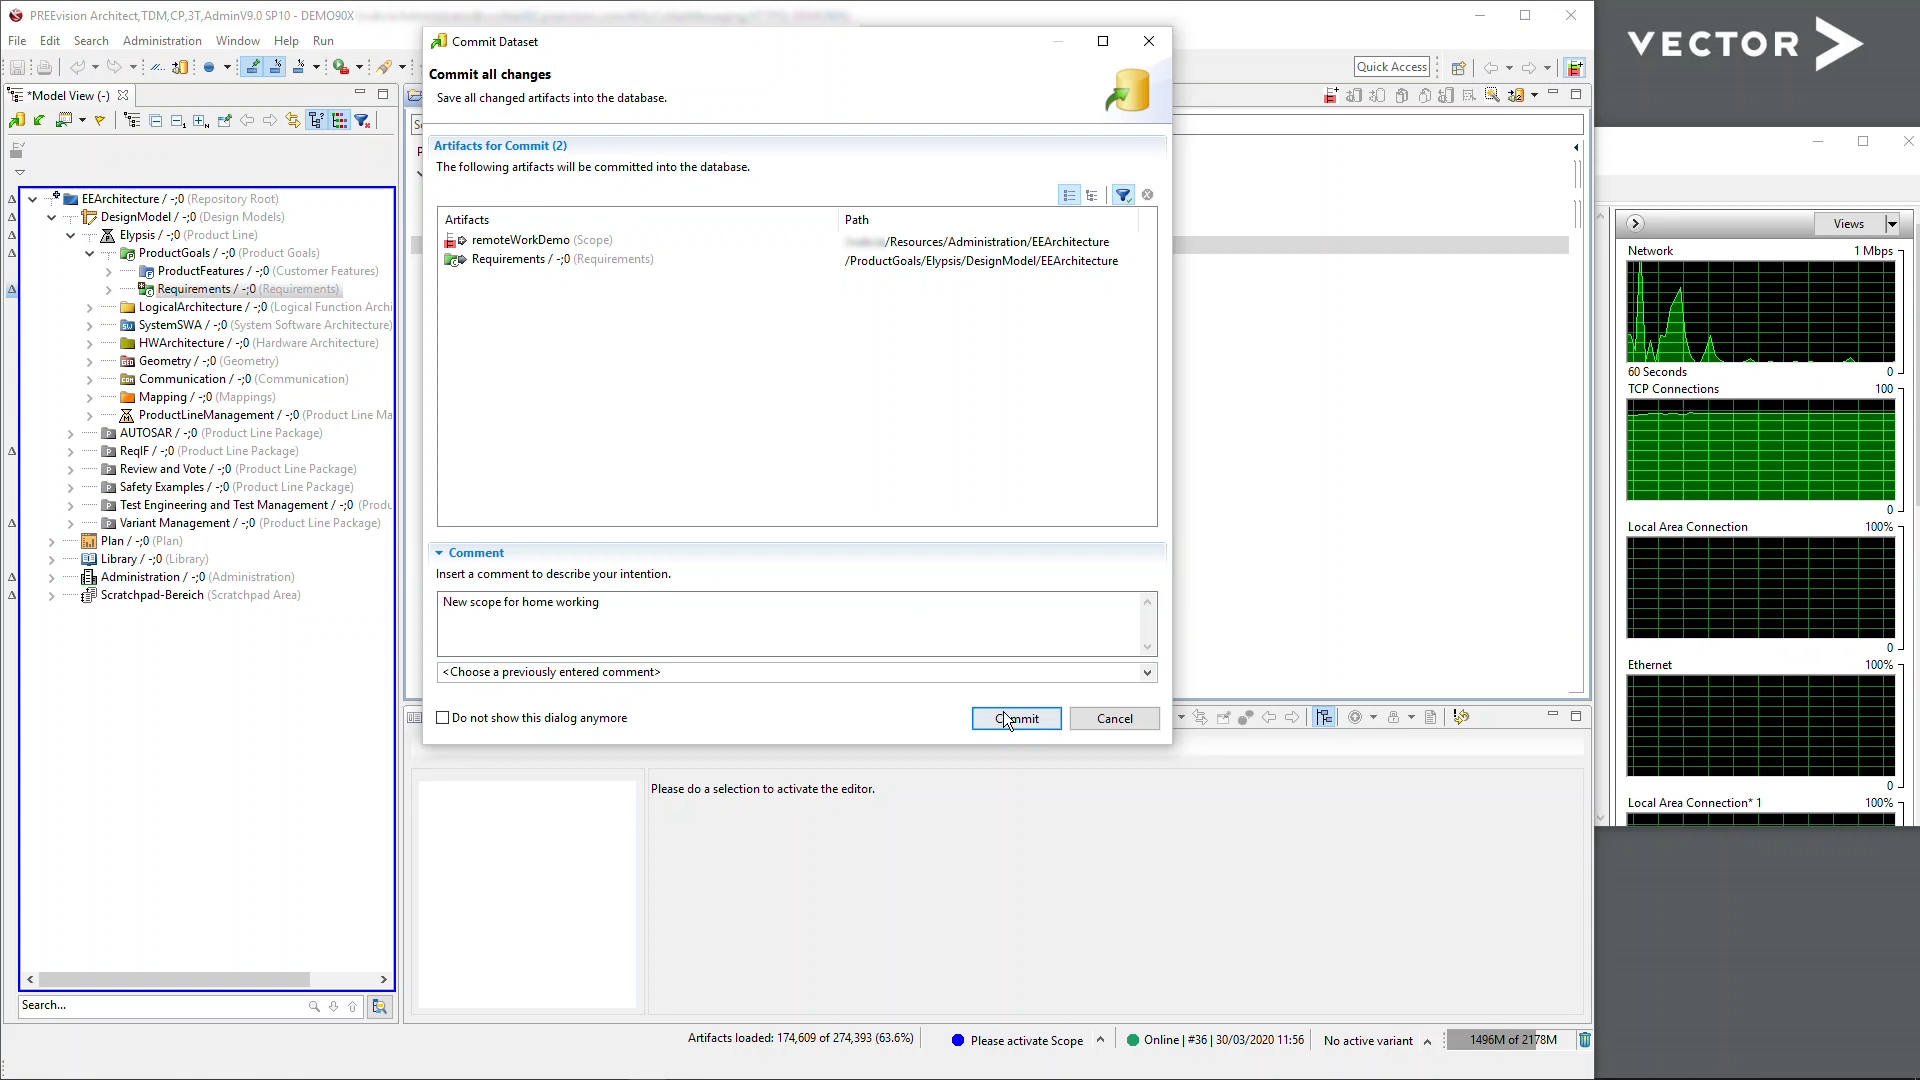 PREEvision Architect,TDM,CP,3T,AdminV9.0 SP10 - DEMO90X
VECTOR
File Edit Search Administration Window Help Run
Quick Access
*Model View (-)
Commit Dataset
Commit all changes
Save all changed artifacts into the database.
Artifacts for Commit (2)
The following artifacts will be committed into the database.
Artifacts Path
remoteWorkDemo (Scope) /Resources/Administration/EEArchitecture
Requirements / -;0 (Requirements) /ProductGoals/Elypsis/DesignModel/EEArchitecture
Comment
Insert a comment to describe your intention.
New scope for home working
<Choose a previously entered comment>
Do not show this dialog anymore
Commit Cancel
EEArchitecture / -;0 (Repository Root)
DesignModel / -;0 (Design Models)
Elypsis / -;0 (Product Line)
ProductGoals / -;0 (Product Goals)
ProductFeatures / -;0 (Customer Features)
Requirements / -;0 (Requirements)
LogicalArchitecture / -;0 (Logical Function Archi
SystemSWA / -;0 (System Software Architecture)
HWArchitecture / -;0 (Hardware Architecture)
Geometry / -;0 (Geometry)
Communication / -;0 (Communication)
Mapping / -;0 (Mappings)
ProductLineManagement / -;0 (Product Line Ma
AUTOSAR / -;0 (Product Line Package)
ReqIF / -;0 (Product Line Package)
Review and Vote / -;0 (Product Line Package)
Safety Examples / -;0 (Product Line Package)
Test Engineering and Test Management / -;0 (Produ
Variant Management / -;0 (Product Line Package)
Plan / -;0 (Plan)
Library / -;0 (Library)
Administration / -;0 (Administration)
Scratchpad-Bereich (Scratchpad Area)
Search...
Please do a selection to activate the editor.
Views
Network 1 Mbps
60 Seconds 0
TCP Connections 100
0
Local Area Connection 100%
0
Ethernet 100%
0
Local Area Connection* 1 100%
Artifacts loaded: 174,609 of 274,393 (63.6%) Please activate Scope Online | #36 | 30/03/2020 11:56 No active variant 1496M of 2178M